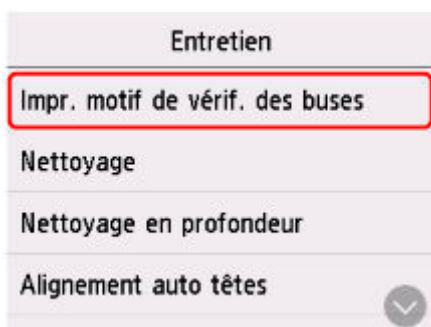 Entretien
Impr. motif de vérif. des buses
Nettoyage
Nettoyage en profondeur
Alignement auto têtes